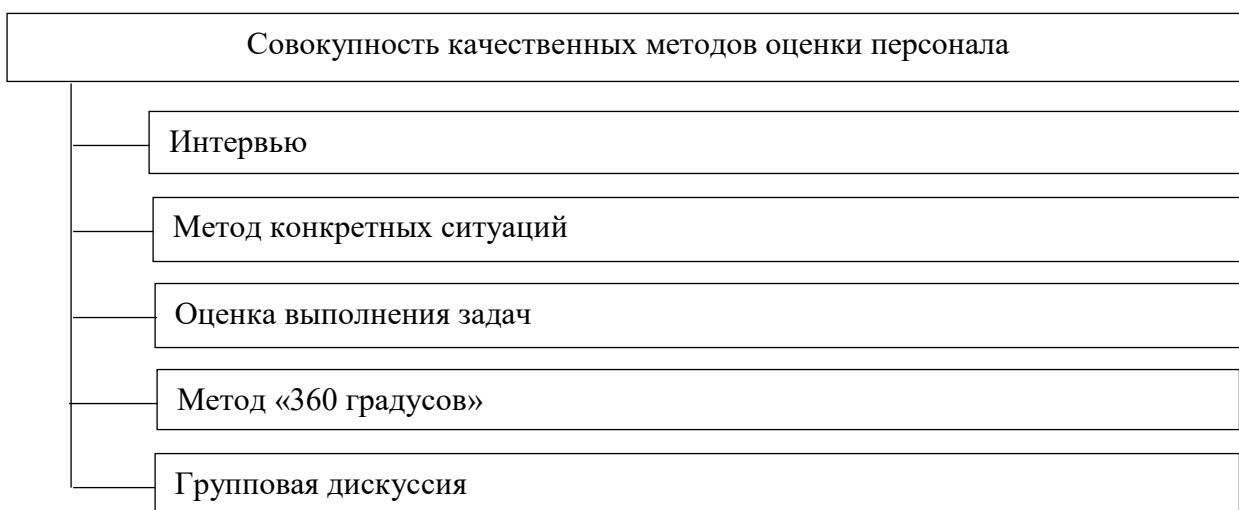 Совокупность качественных методов оценки персонала
Интервью
Метод конкретных ситуаций
Оценка выполнения задач
Метод «360 градусов»
Групповая дискуссия